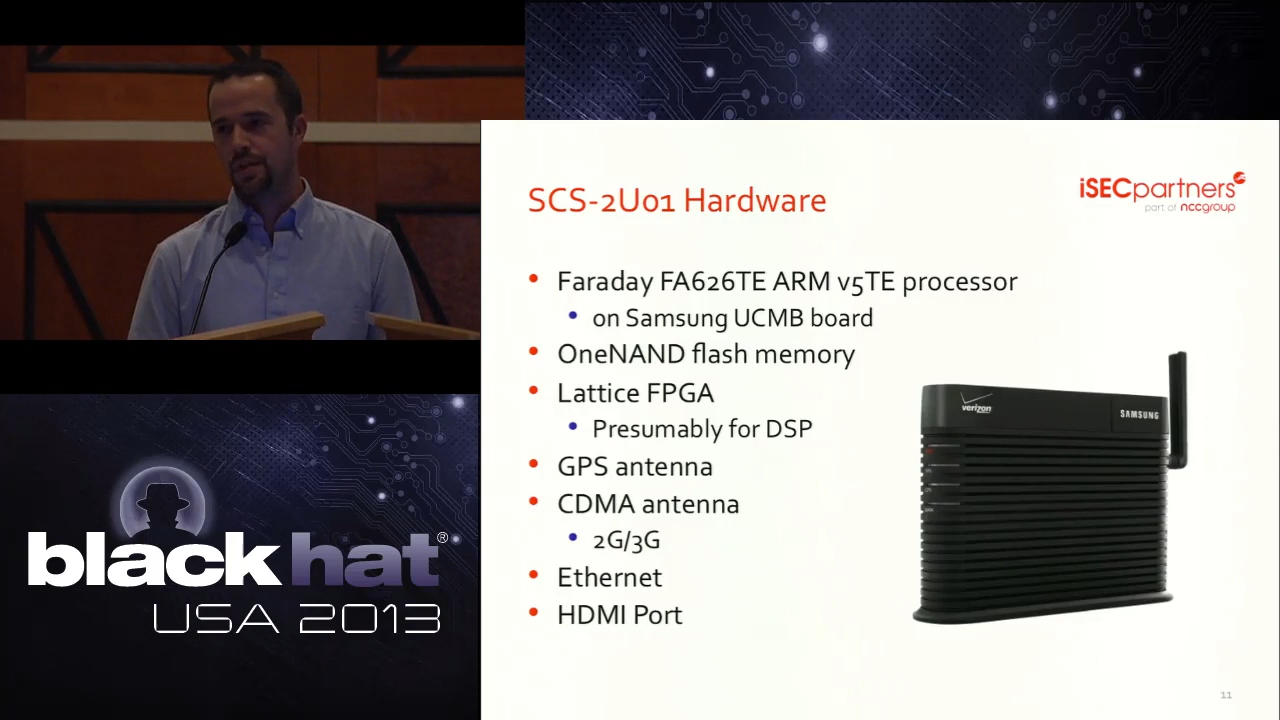 SCS-2U01 Hardware
iSECpartners
part of nccgroup
• Faraday FA626TE ARM v5TE processor
• on Samsung UCMB board
• OneNAND flash memory
• Lattice FPGA
• Presumably for DSP
• GPS antenna
• CDMA antenna
• 2G/3G
• Ethernet
• HDMI Port
verizon
SAMSUNG
11
black hat®
USA 2013